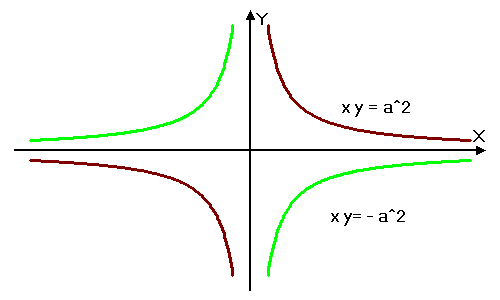 Y
x y = a^2
X
x y= - a^2